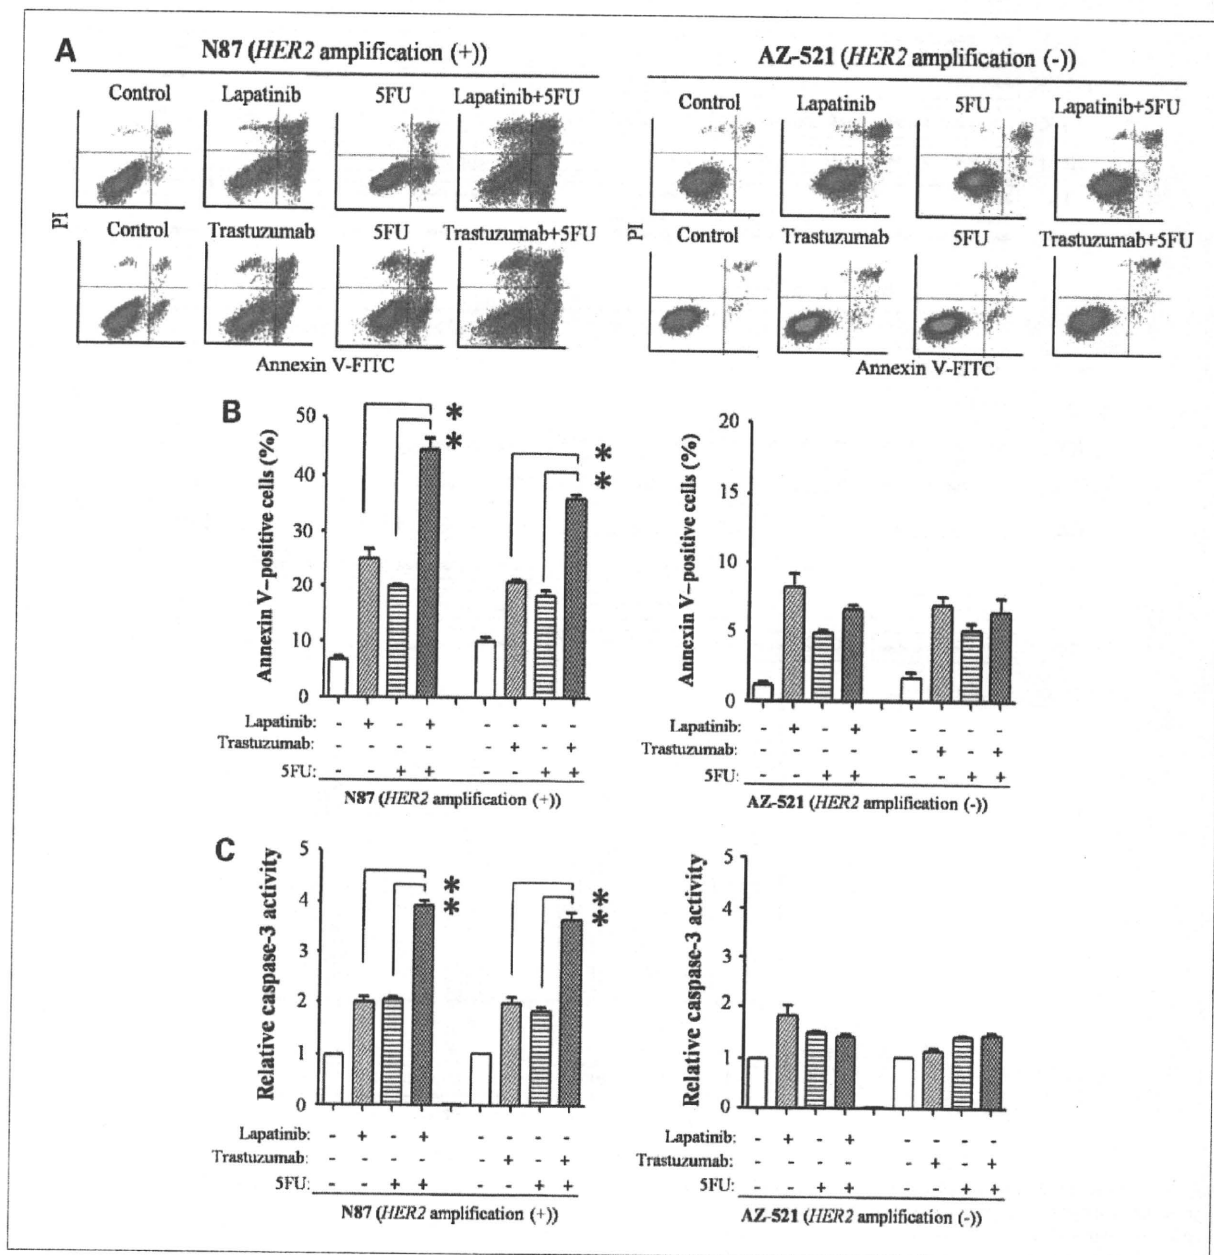 A
N87 (HER2 amplification (+))
AZ-521 (HER2 amplification (-))
Control Lapatinib 5FU Lapatinib+5FU
Control Lapatinib 5FU Lapatinib+5FU
PI
Control Trastuzumab 5FU Trastuzumab+5FU
PI
Control Trastuzumab 5FU Trastuzumab+5FU
Annexin V-FITC
Annexin V-FITC
B
Annexin V–positive cells (%)
50
40
30
20
10
0
* *
* *
Lapatinib: - + - + - - - -
Trastuzumab: - - - - - + - +
5FU: - - + + - - + +
N87 (HER2 amplification (+))
Annexin V–positive cells (%)
20
15
10
5
0
Lapatinib: - + - + - - - -
Trastuzumab: - - - - - + - +
5FU: - - + + - - + +
AZ-521 (HER2 amplification (-))
C
Relative caspase-3 activity
5
4
3
2
1
0
* *
* *
Lapatinib: - + - + - - - -
Trastuzumab: - - - - - + - +
5FU: - - + + - - + +
N87 (HER2 amplification (+))
Relative caspase-3 activity
5
4
3
2
1
0
Lapatinib: - + - + - - - -
Trastuzumab: - - - - - + - +
5FU: - - + + - - + +
AZ-521 (HER2 amplification (-))